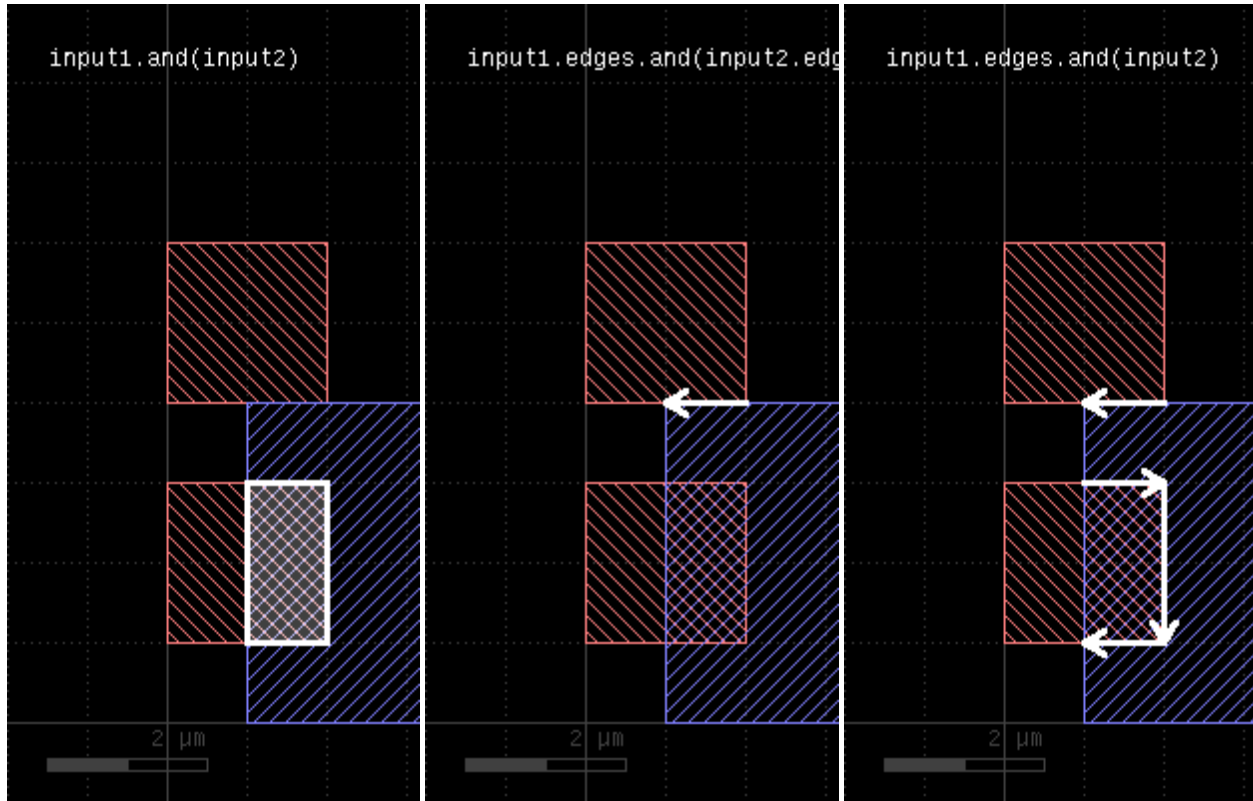 input1.and(input2)
input1.edges.and(input2.edg
input1.edges.and(input2)
2 µm
2 µm
2 µm